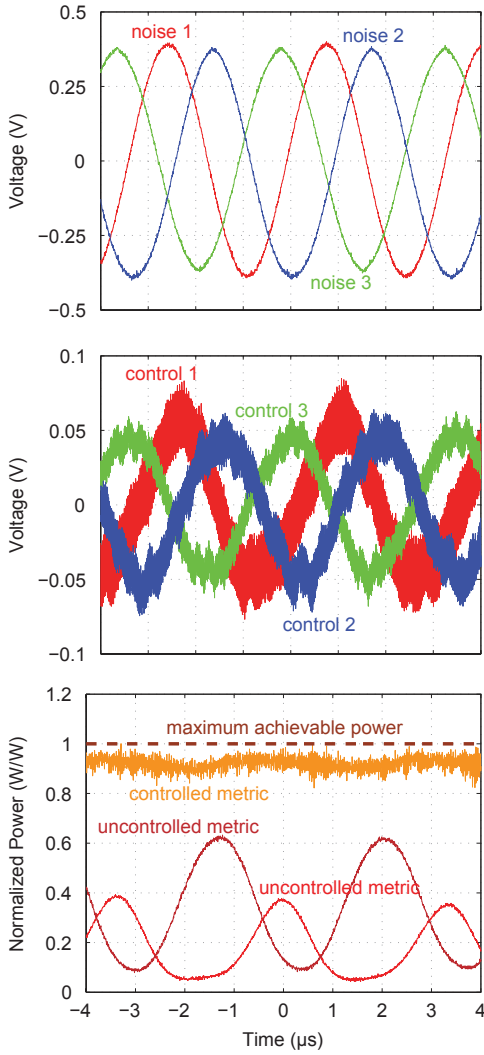 noise 1
noise 2
noise 3
0.5
0.25
0
−0.25
−0.5
Voltage (V)
control 1
control 3
control 2
0.1
0.05
0
−0.05
−0.1
Voltage (V)
maximum achievable power
controlled metric
uncontrolled metric
uncontrolled metric
1.2
1
0.8
0.6
0.4
0.2
0
Normalized Power (W/W)
−4 −3 −2 −1 0 1 2 3 4
Time (μs)